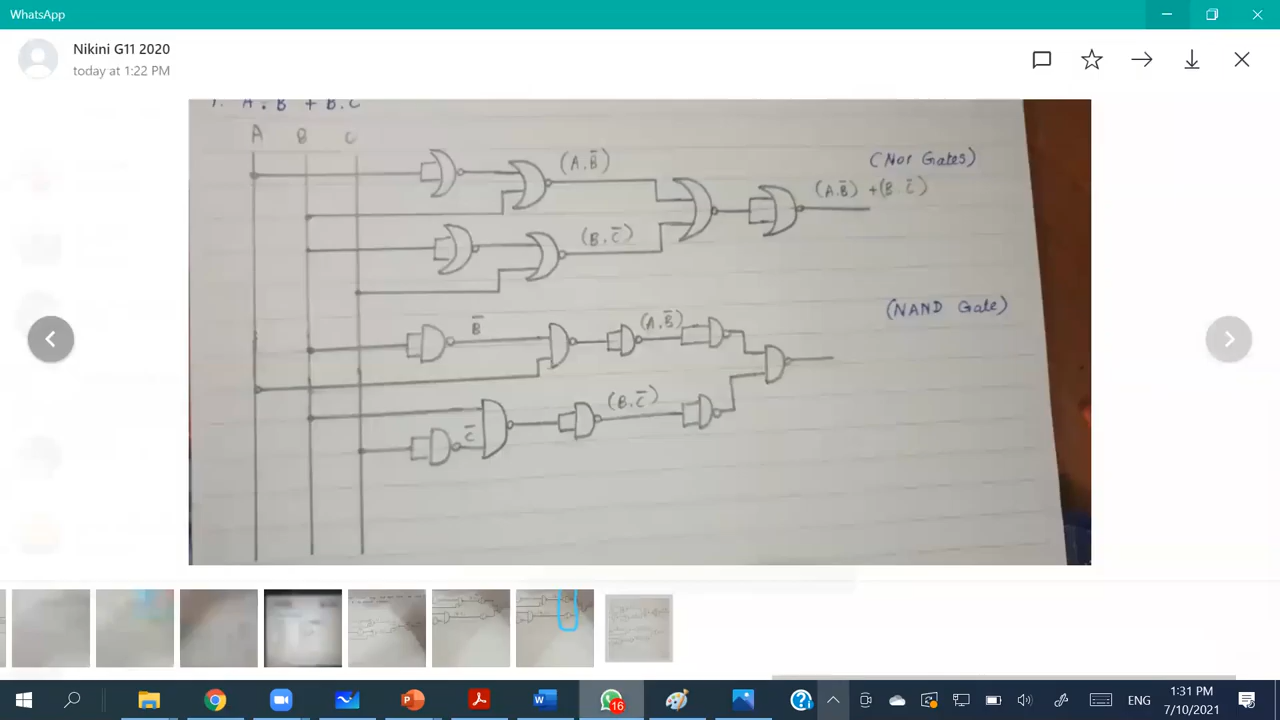 WhatsApp
Nikini G11 2020
today at 1:22 PM
A . B̅ + B . C̅
A B C
(A.B̅)
(Nor Gates)
(A.B̅) + (B.C̅)
(B.C̅)
(NAND Gate)
B̅
(A.B̅)
(B.C̅)
C̅
16
ENG
1:31 PM
7/10/2021